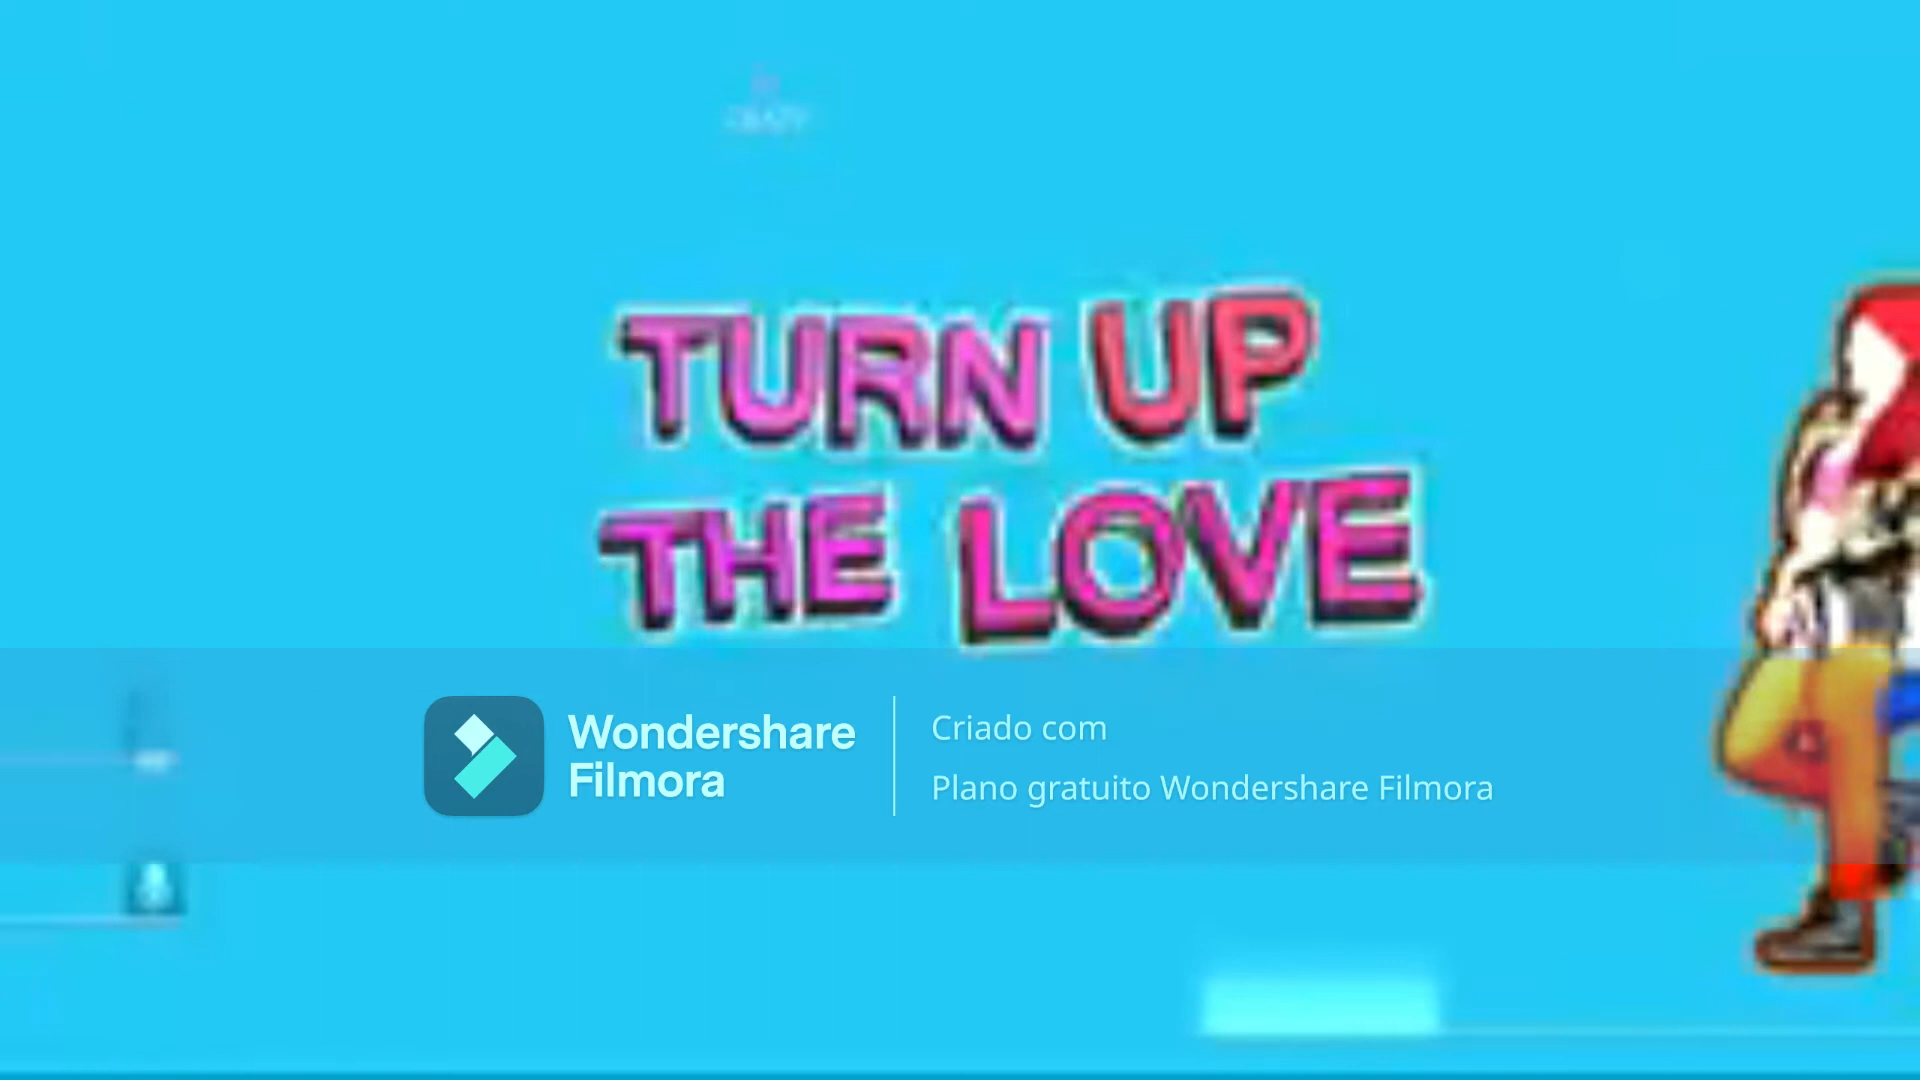 TURN UP
THE LOVE
Wondershare
Filmora
Criado com
Plano gratuito Wondershare Filmora